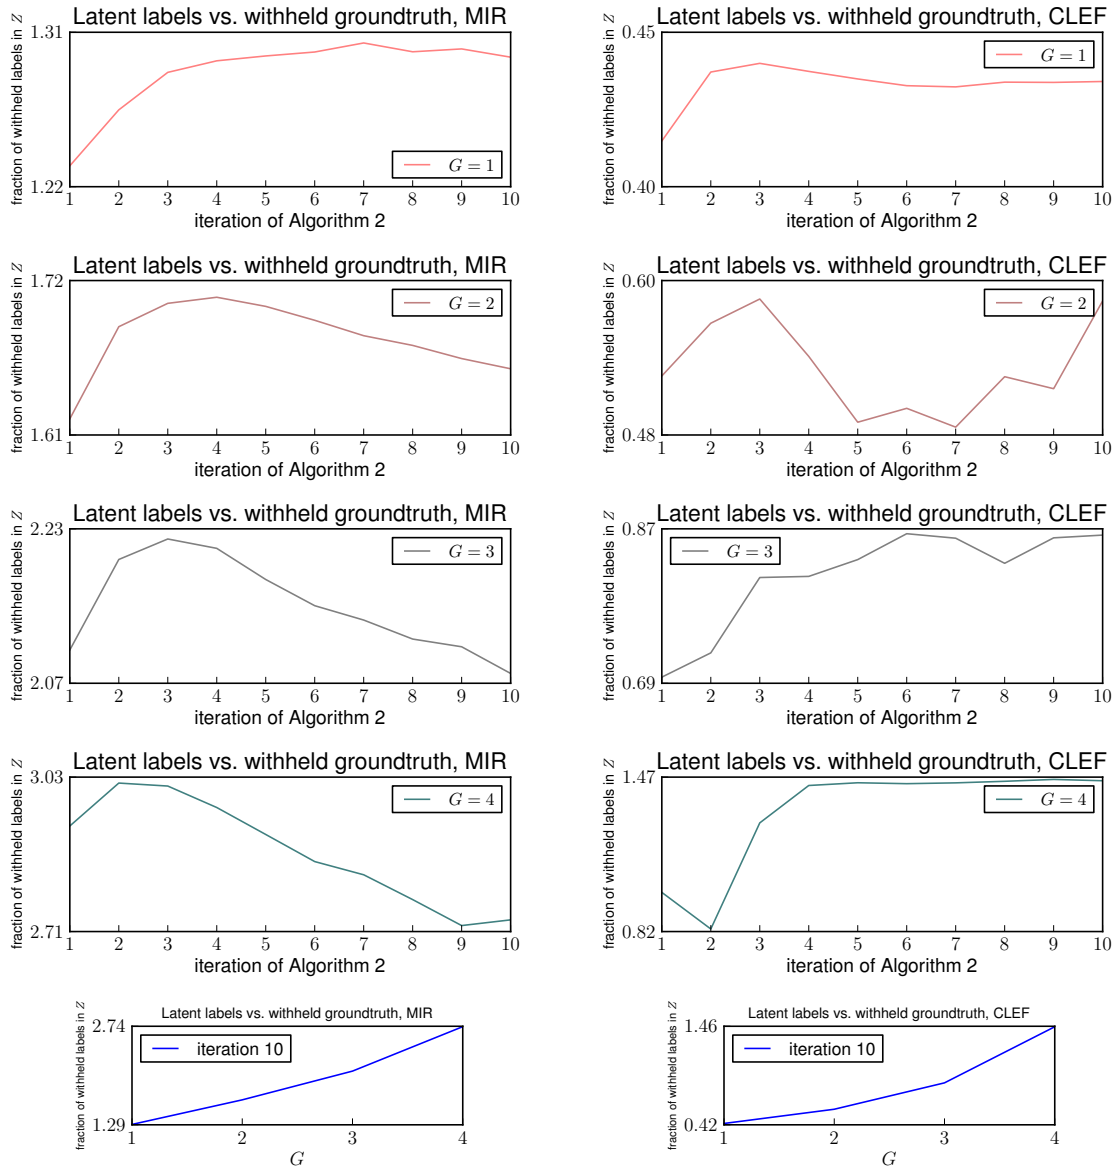 Latent labels vs. withheld groundtruth, MIR
fraction of withheld labels in Z
1.31
1.22
G = 1
1 2 3 4 5 6 7 8 9 10
iteration of Algorithm 2
Latent labels vs. withheld groundtruth, CLEF
fraction of withheld labels in Z
0.45
0.40
G = 1
1 2 3 4 5 6 7 8 9 10
iteration of Algorithm 2
Latent labels vs. withheld groundtruth, MIR
fraction of withheld labels in Z
1.72
1.61
G = 2
1 2 3 4 5 6 7 8 9 10
iteration of Algorithm 2
Latent labels vs. withheld groundtruth, CLEF
fraction of withheld labels in Z
0.60
0.48
G = 2
1 2 3 4 5 6 7 8 9 10
iteration of Algorithm 2
Latent labels vs. withheld groundtruth, MIR
fraction of withheld labels in Z
2.23
2.07
G = 3
1 2 3 4 5 6 7 8 9 10
iteration of Algorithm 2
Latent labels vs. withheld groundtruth, CLEF
fraction of withheld labels in Z
0.87
0.69
G = 3
1 2 3 4 5 6 7 8 9 10
iteration of Algorithm 2
Latent labels vs. withheld groundtruth, MIR
fraction of withheld labels in Z
3.03
2.71
G = 4
1 2 3 4 5 6 7 8 9 10
iteration of Algorithm 2
Latent labels vs. withheld groundtruth, CLEF
fraction of withheld labels in Z
1.47
0.82
G = 4
1 2 3 4 5 6 7 8 9 10
iteration of Algorithm 2
Latent labels vs. withheld groundtruth, MIR
fraction of withheld labels in Z
2.74
1.29
iteration 10
1 2 3 4
G
Latent labels vs. withheld groundtruth, CLEF
fraction of withheld labels in Z
1.46
0.42
iteration 10
1 2 3 4
G